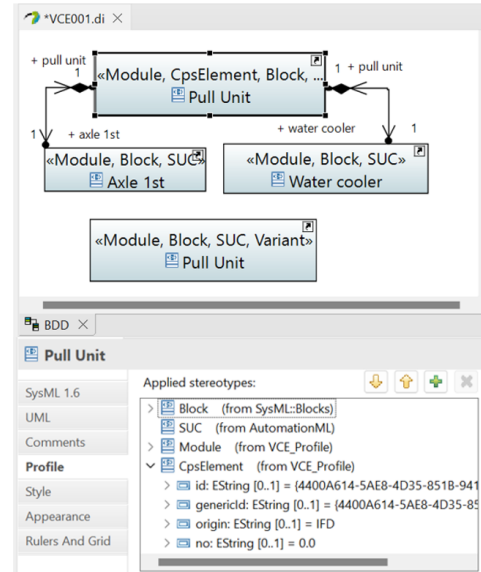 *VCE001.di
+ pull unit
1
«Module, CpsElement, Block, ...
Pull Unit
1 + pull unit
1
+ axle 1st
+ water cooler
1
«Module, Block, SUC»
Axle 1st
«Module, Block, SUC»
Water cooler
«Module, Block, SUC, Variant»
Pull Unit
BDD
Pull Unit
SysML 1.6
UML
Comments
Profile
Style
Appearance
Rulers And Grid
Applied stereotypes:
Block (from SysML::Blocks)
SUC (from AutomationML)
Module (from VCE_Profile)
CpsElement (from VCE_Profile)
id: EString [0..1] = {4400A614-5AE8-4D35-851B-941
genericId: EString [0..1] = {4400A614-5AE8-4D35-85
origin: EString [0..1] = IFD
no: EString [0..1] = 0.0